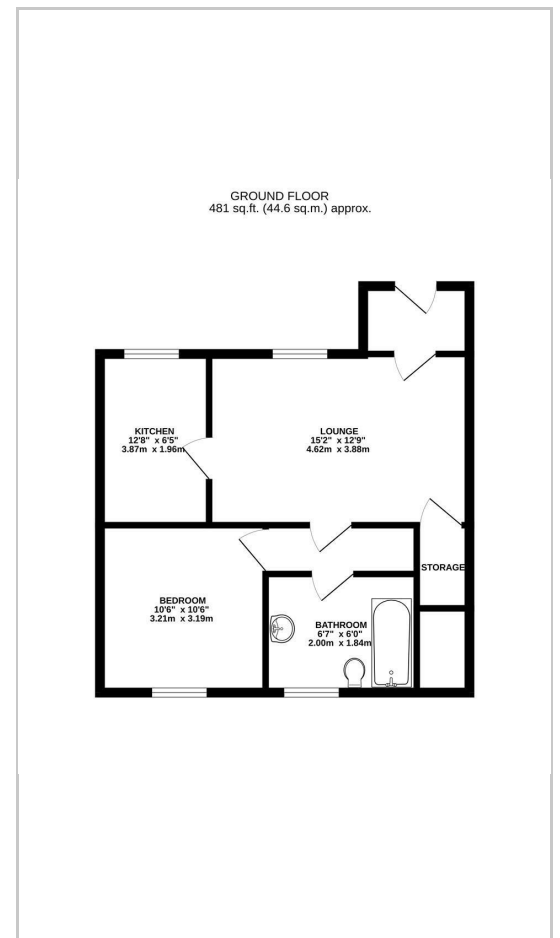 GROUND FLOOR
481 sq.ft. (44.6 sq.m.) approx.
KITCHEN
12'8" x 6'5"
3.87m x 1.96m
LOUNGE
15'2" x 12'9"
4.62m x 3.88m
STORAGE
BEDROOM
10'6" x 10'6"
3.21m x 3.19m
BATHROOM
6'7" x 6'0"
2.00m x 1.84m